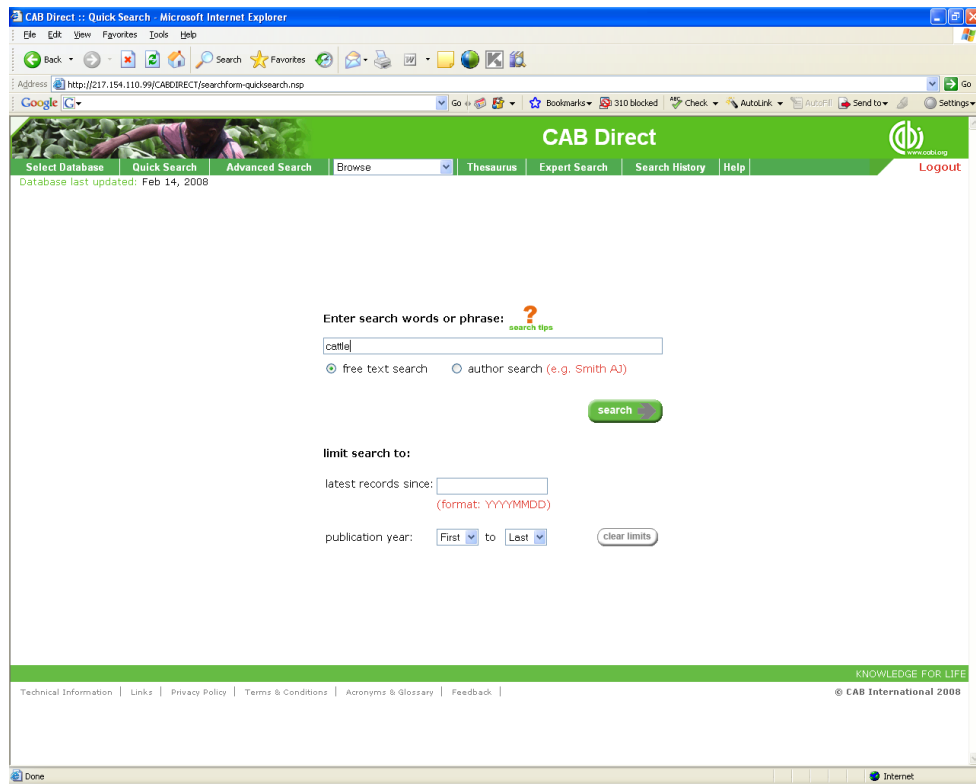 CAB Direct :: Quick Search - Microsoft Internet Explorer
File Edit View Favorites Tools Help
Back Search Favorites
Address http://217.154.110.99/CABDIRECT/searchform-quicksearch.nsp Go
Google G Go Bookmarks 310 blocked ABC Check AutoLink AutoFill Send to Settings
CAB Direct
www.cabi.org
Select Database Quick Search Advanced Search Browse Thesaurus Expert Search Search History Help Logout
Database last updated: Feb 14, 2008
Enter search words or phrase: ? search tips
cattle
free text search author search (e.g. Smith AJ)
search
limit search to:
latest records since:
(format: YYYYMMDD)
publication year: First to Last clear limits
KNOWLEDGE FOR LIFE
Technical Information | Links | Privacy Policy | Terms & Conditions | Acronyms & Glossary | Feedback | © CAB International 2008
Done Internet